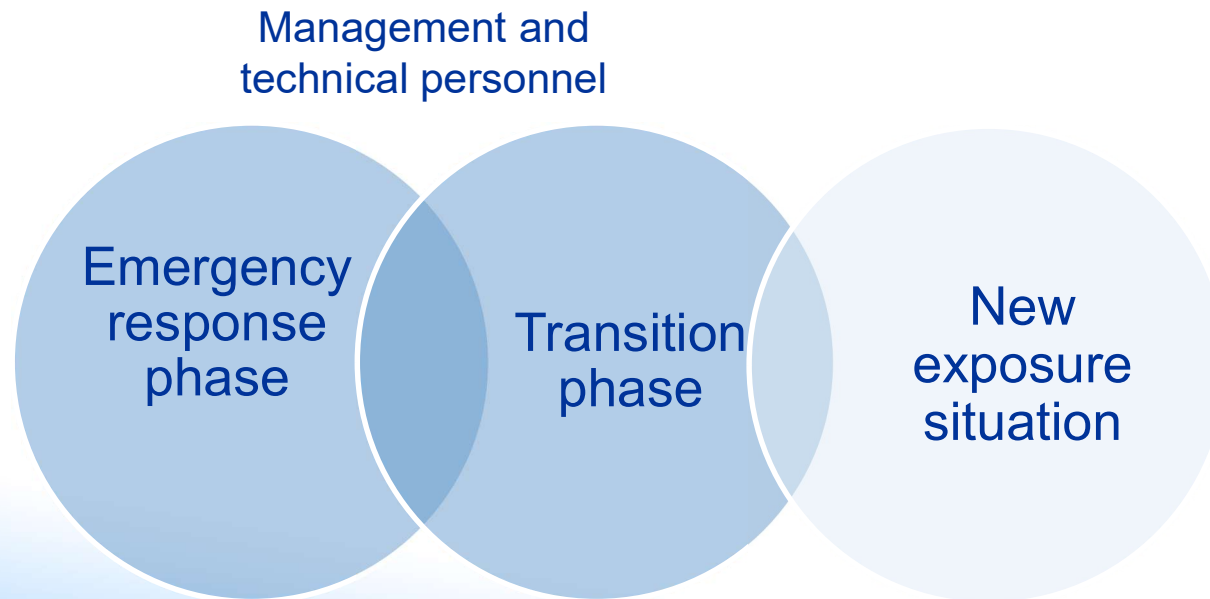 Management and
technical personnel
Emergency
response
phase
Transition
phase
New
exposure
situation